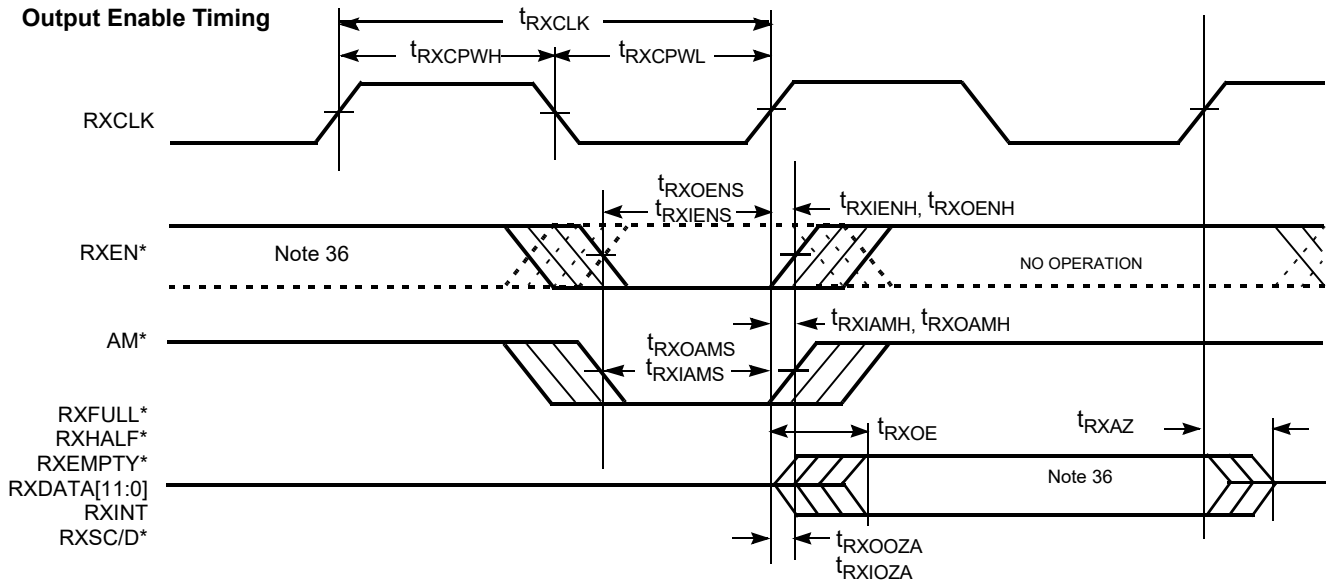 Output Enable Timing
tRXCLK
tRXCPWH
tRXCPWL
RXCLK
tRXOENS
tRXIENS
tRXIENH, tRXOENH
RXEN*
Note 36
NO OPERATION
tRXIAMH, tRXOAMH
AM*
tRXOAMS
tRXIAMS
RXFULL*
RXHALF*
RXEMPTY*
RXDATA[11:0]
RXINT
RXSC/D*
tRXOE
tRXAZ
Note 36
tRXOOZA
tRXIOZA